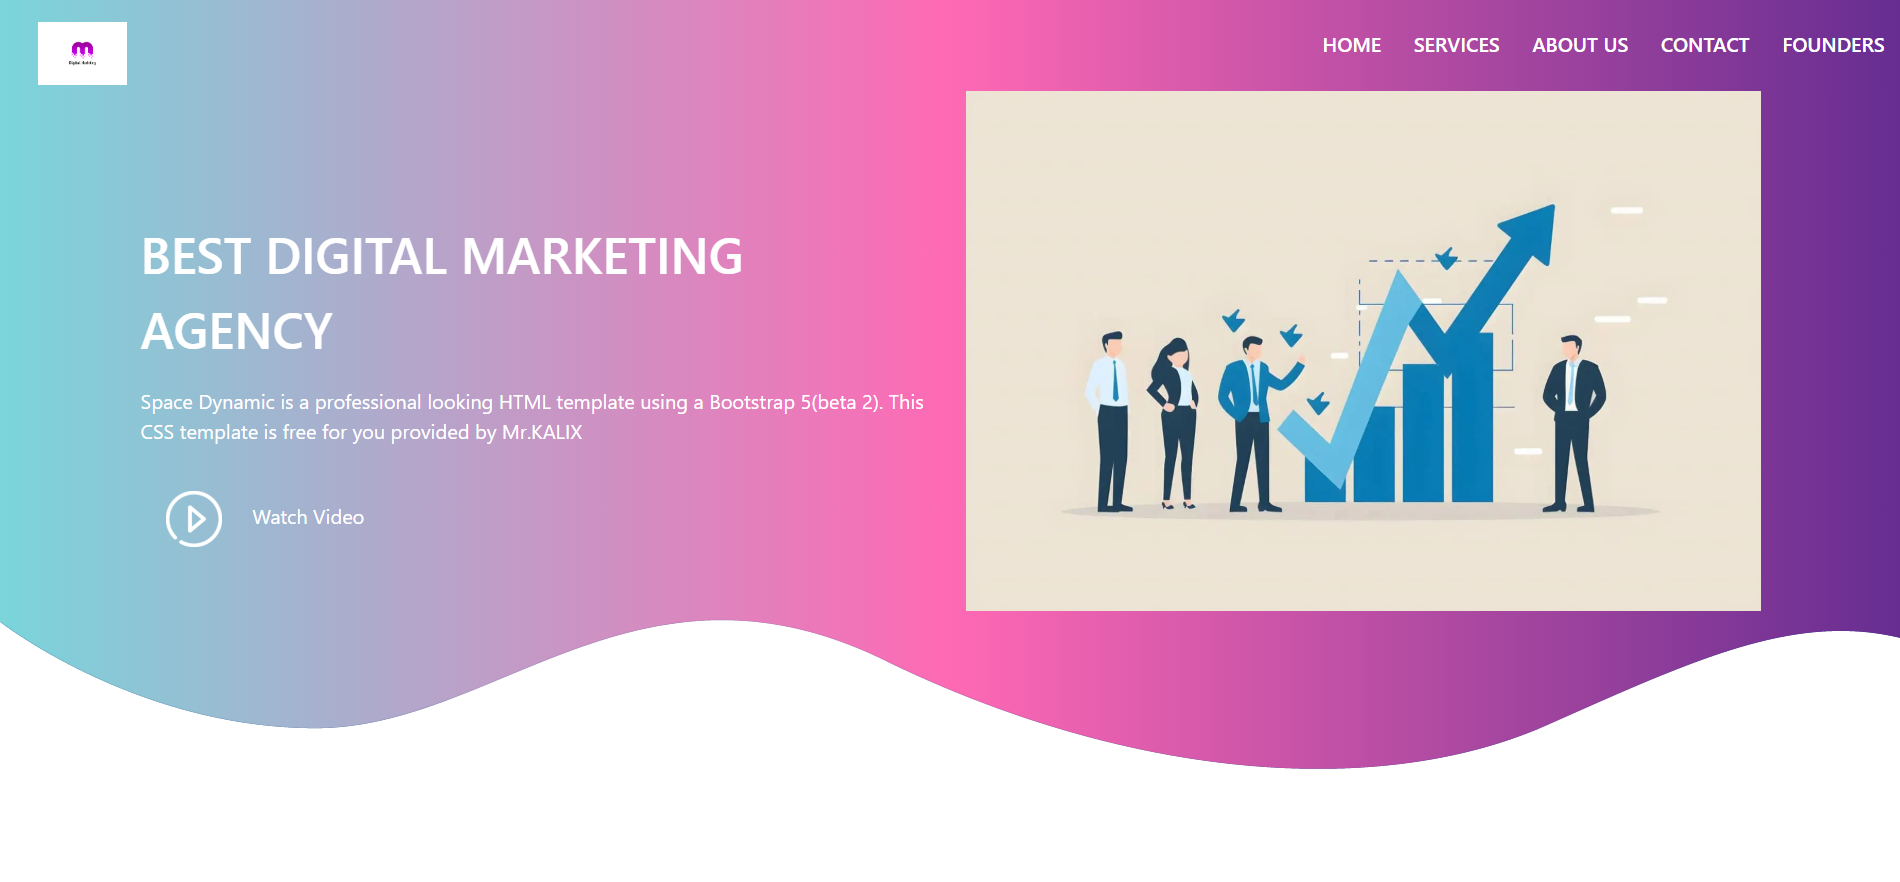 HOME SERVICES ABOUT US CONTACT FOUNDERS
BEST DIGITAL MARKETING
AGENCY
Space Dynamic is a professional looking HTML template using a Bootstrap 5(beta 2). This
CSS template is free for you provided by Mr.KALIX
Watch Video